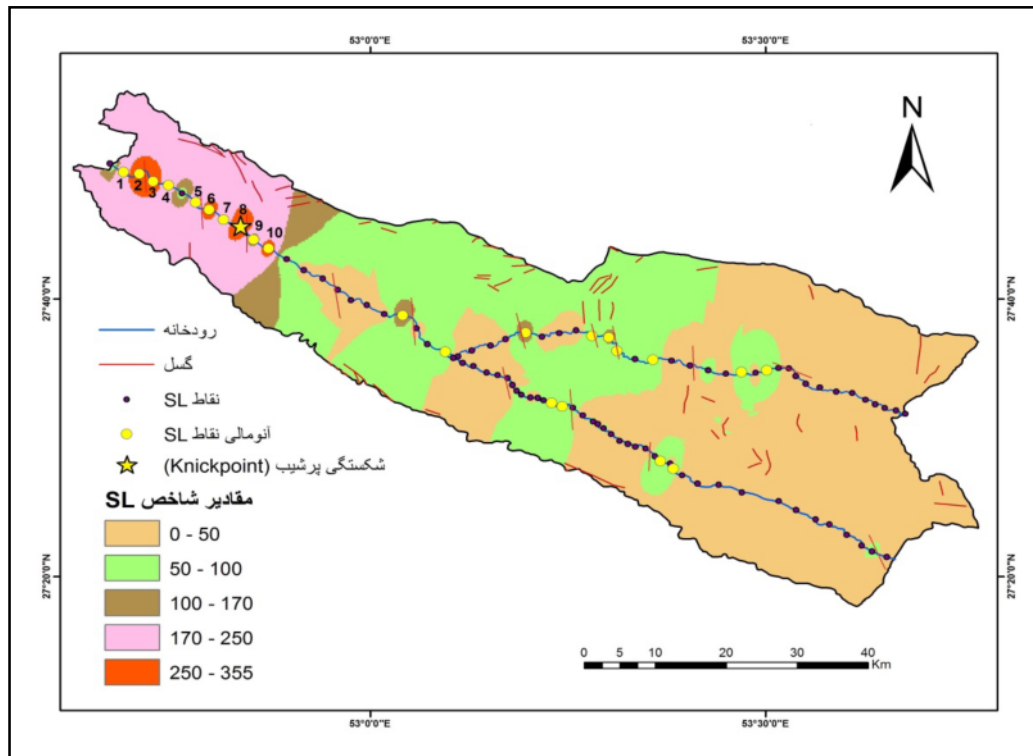 53°0'0"E 53°30'0"E
N
1 2 3 4 5 6 7 8 9 10
27°40'0"N 27°40'0"N
رودخانه
گسل
نقاط SL
آنومالی نقاط SL
شکستگی پرشیب (Knickpoint)
مقادیر شاخص SL
0 - 50
50 - 100
100 - 170
170 - 250
250 - 355
27°20'0"N 27°20'0"N
0 5 10 20 30 40
Km
53°0'0"E 53°30'0"E